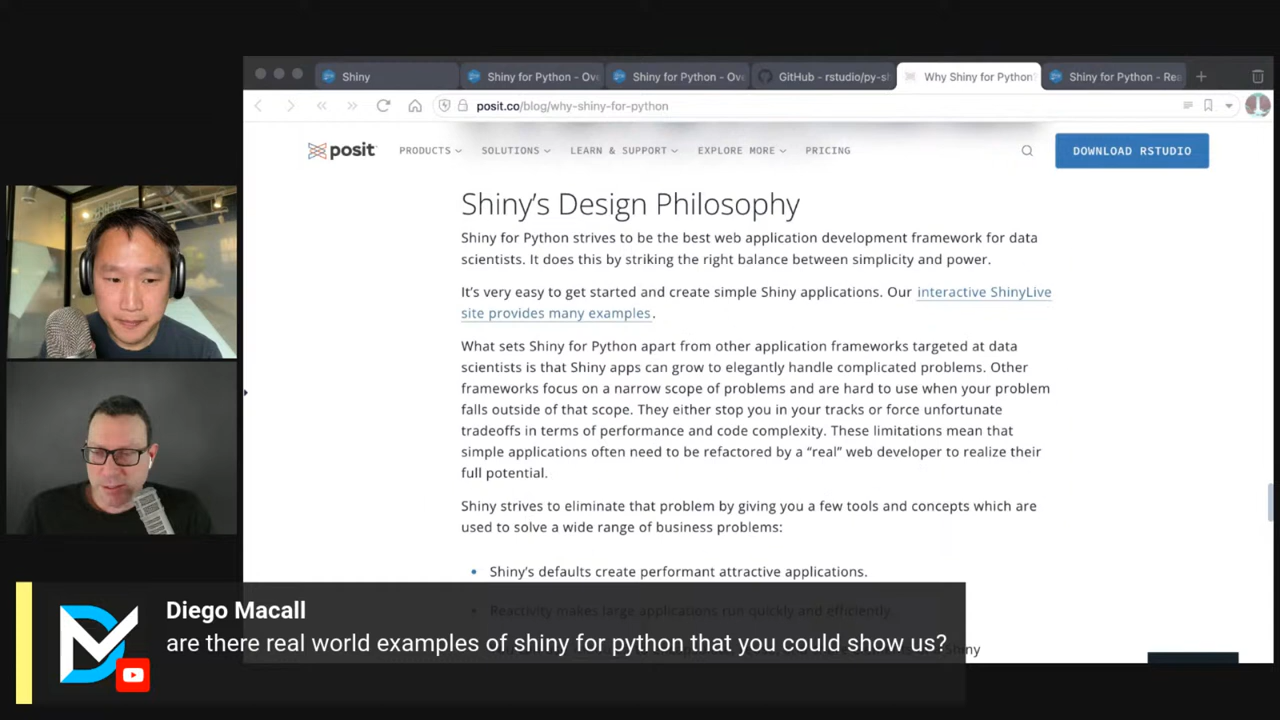 Shiny
Shiny for Python - Ove
Shiny for Python - Ove
GitHub - rstudio/py-sh
Why Shiny for Python?
Shiny for Python - Rea
posit.co/blog/why-shiny-for-python
posit
PRODUCTS
SOLUTIONS
LEARN & SUPPORT
EXPLORE MORE
PRICING
DOWNLOAD RSTUDIO
Shiny’s Design Philosophy
Shiny for Python strives to be the best web application development framework for data
scientists. It does this by striking the right balance between simplicity and power.
It’s very easy to get started and create simple Shiny applications. Our interactive ShinyLive
site provides many examples.
What sets Shiny for Python apart from other application frameworks targeted at data
scientists is that Shiny apps can grow to elegantly handle complicated problems. Other
frameworks focus on a narrow scope of problems and are hard to use when your problem
falls outside of that scope. They either stop you in your tracks or force unfortunate
tradeoffs in terms of performance and code complexity. These limitations mean that
simple applications often need to be refactored by a “real” web developer to realize their
full potential.
Shiny strives to eliminate that problem by giving you a few tools and concepts which are
used to solve a wide range of business problems:
• Shiny’s defaults create performant attractive applications.
• Reactivity makes large applications run quickly and efficiently.
Shiny
Diego Macall
are there real world examples of shiny for python that you could show us?